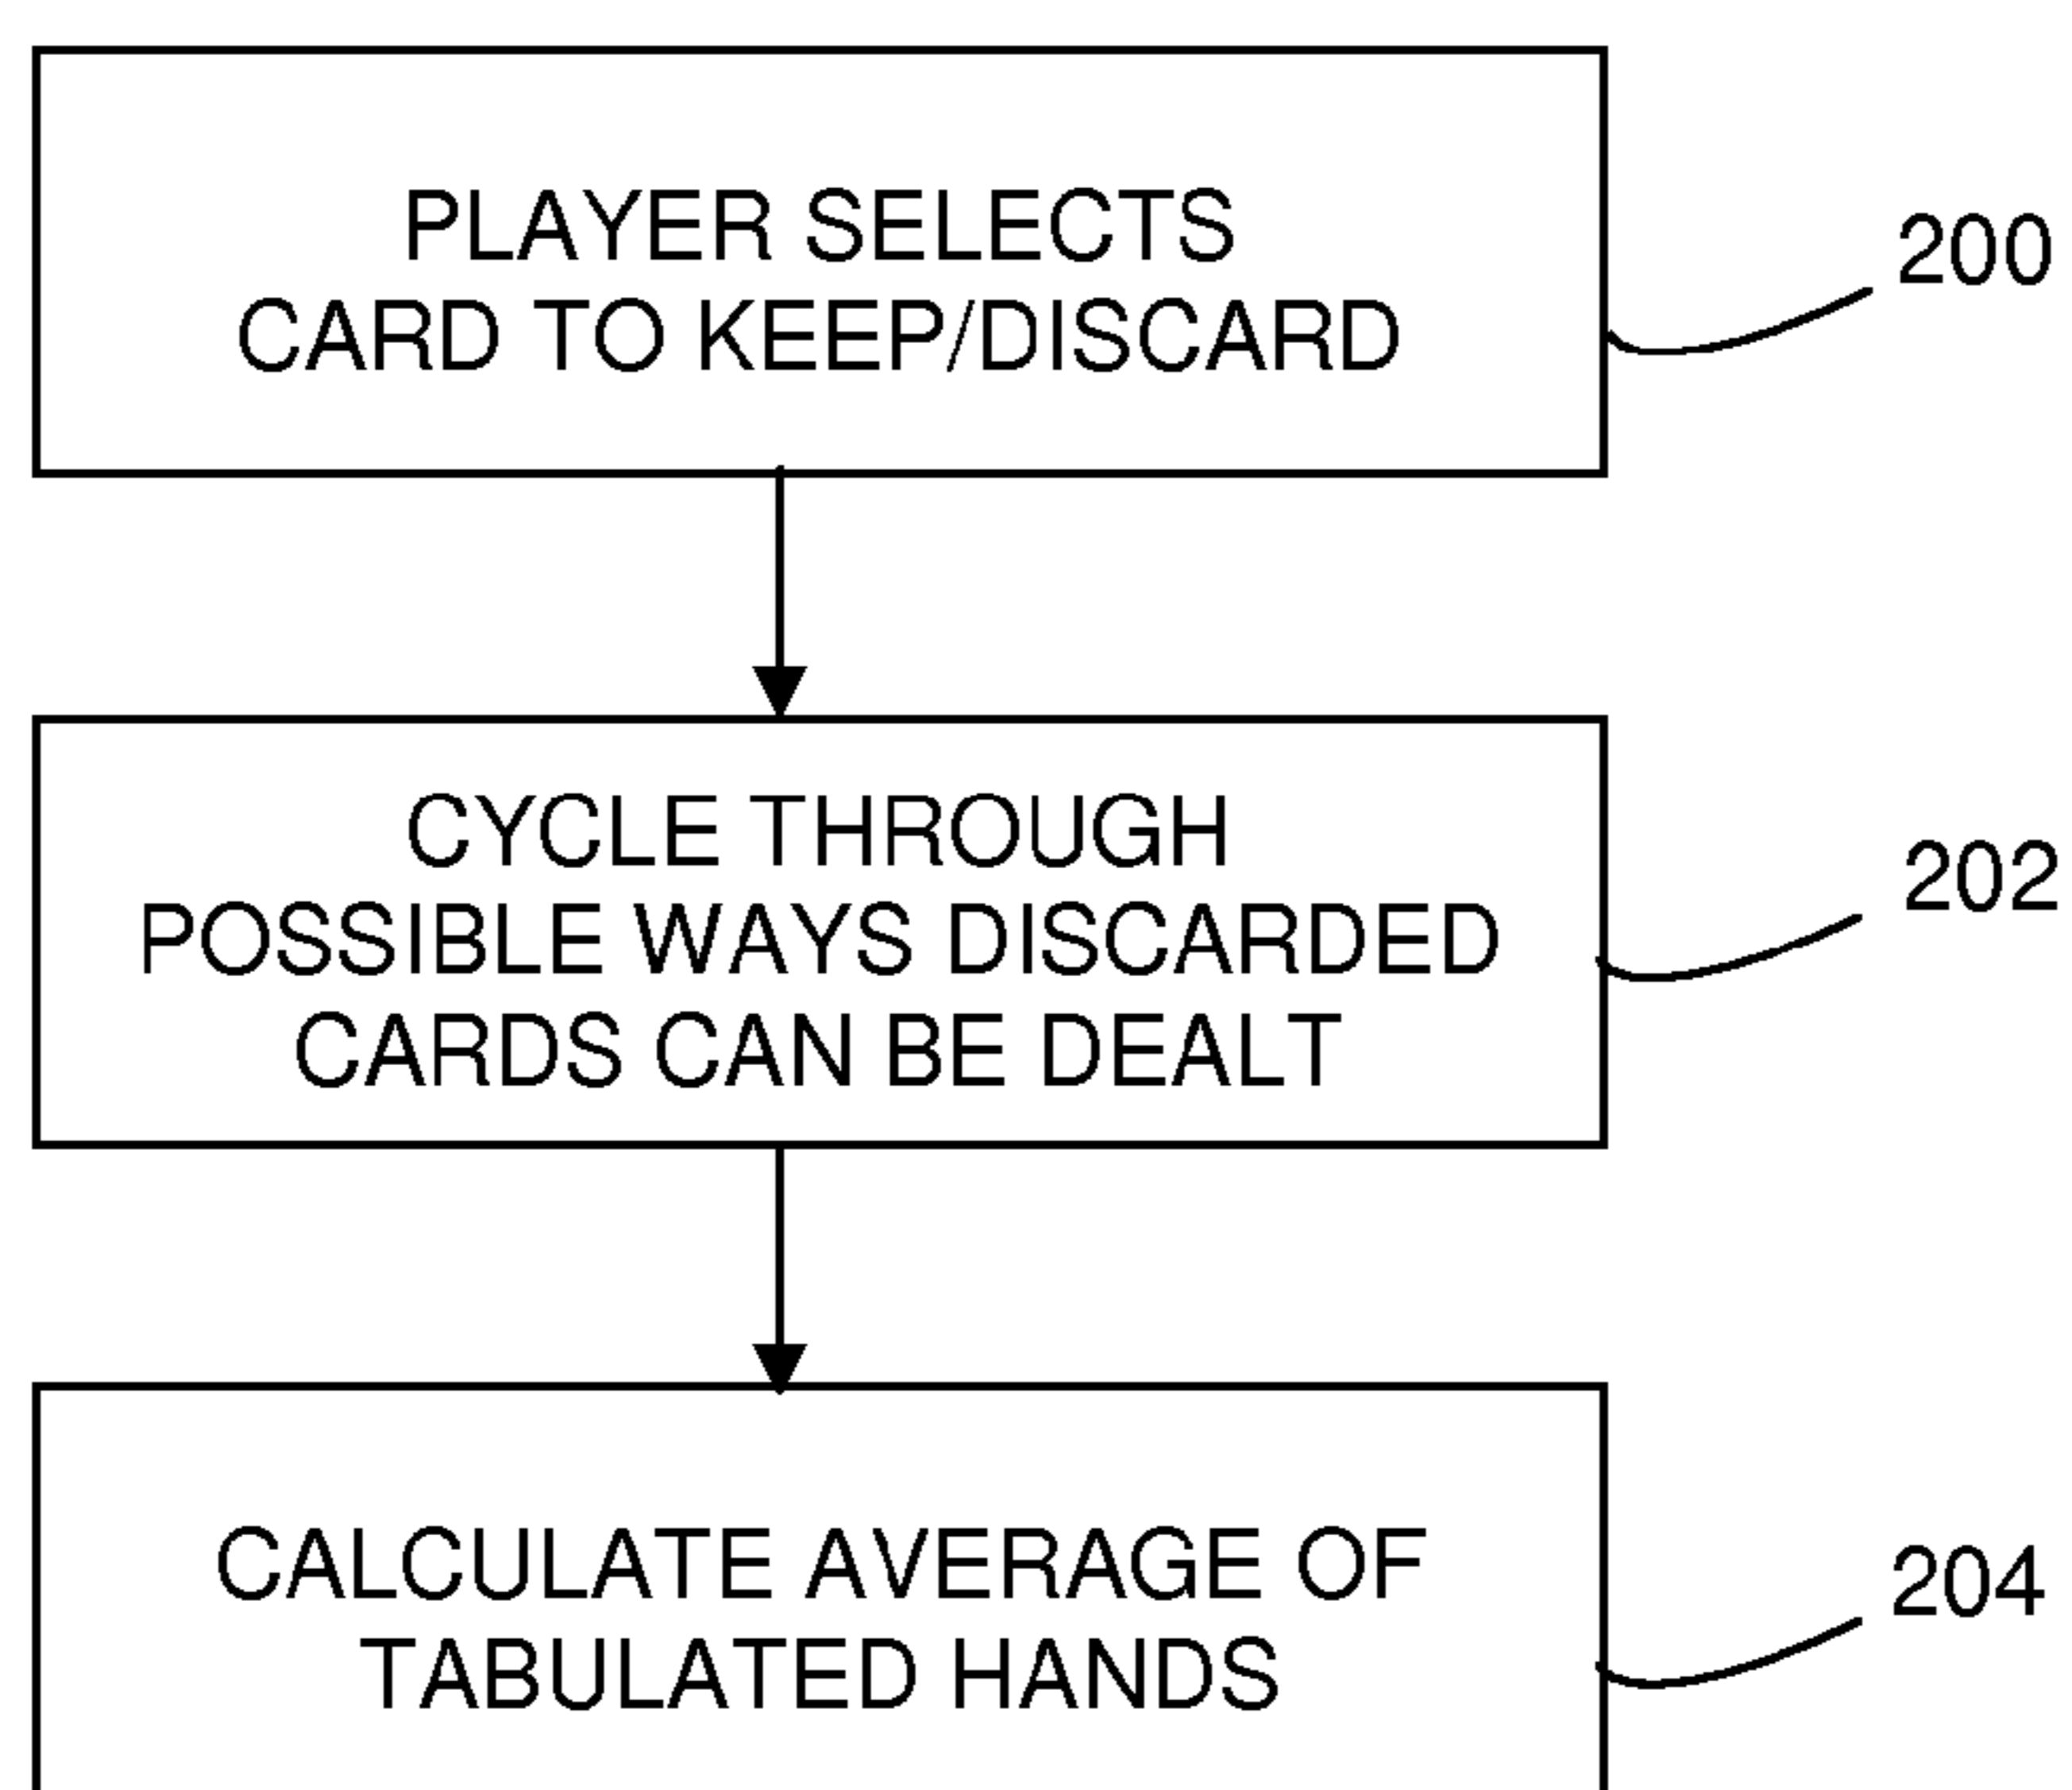 PLAYER SELECTS
CARD TO KEEP/DISCARD
200
CYCLE THROUGH
POSSIBLE WAYS DISCARDED
CARDS CAN BE DEALT
202
CALCULATE AVERAGE OF
TABULATED HANDS
204